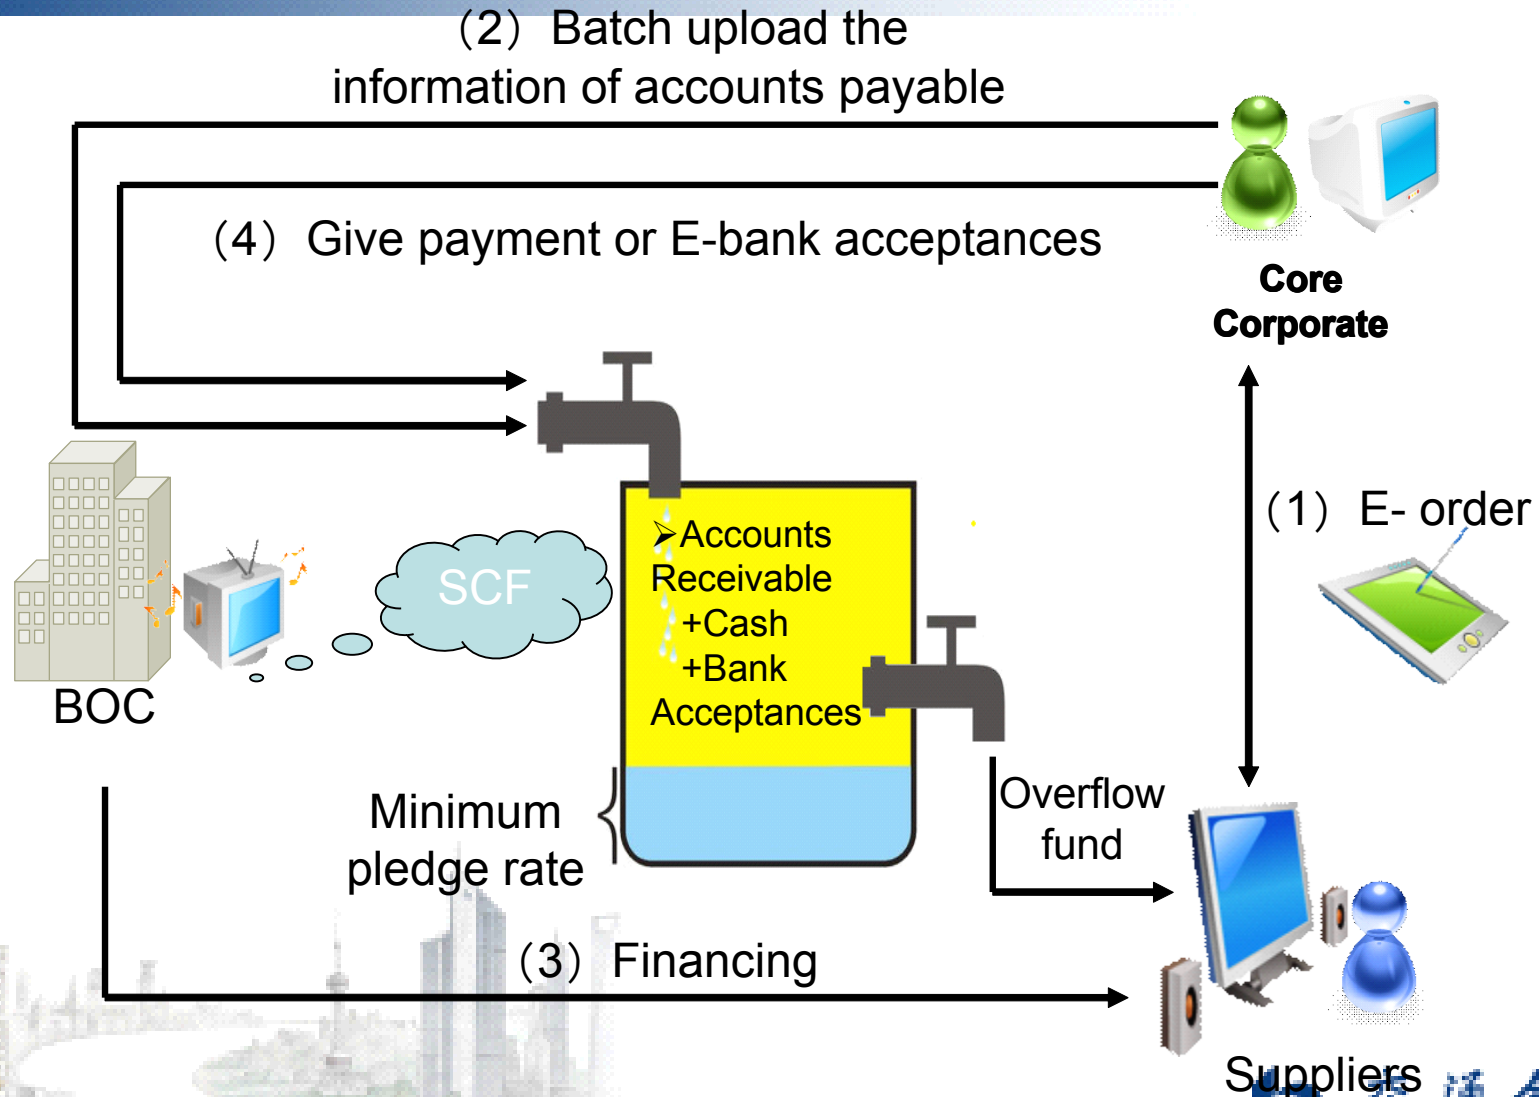 （2）Batch upload the
information of accounts payable
（4）Give payment or E-bank acceptances
Core
Corporate
（1） E- order
➢Accounts
Receivable
+Cash
+Bank
Acceptances
SCF
BOC
Minimum
pledge rate
Overflow
fund
（3）Financing
Suppliers